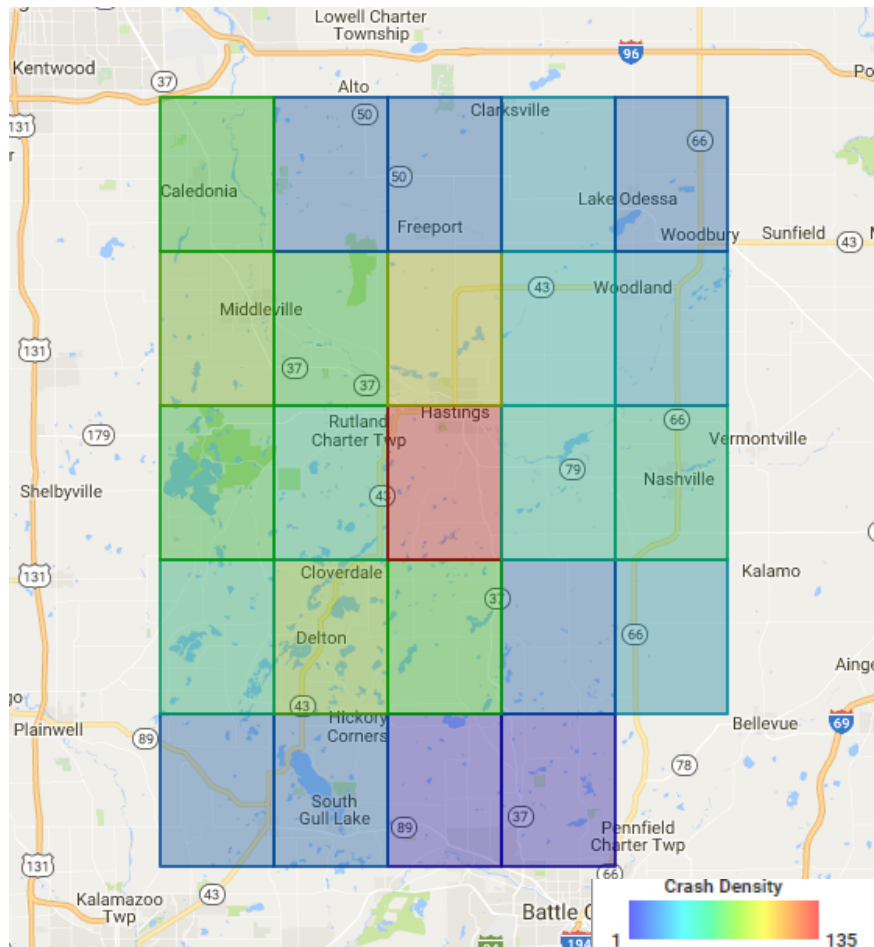 Lowell Charter
Township
96
Kentwood
37
Po
Alto
50
Clarksville
131
66
50
Caledonia
Lake Odessa
Freeport
Woodbury
Sunfield
43
43
Woodland
Middleville
131
37
37
Hastings
Rutland
Charter Twp
66
179
Vermontville
79
Nashville
Shelbyville
43
131
Cloverdale
Kalamo
37
Delton
66
Ainge
go
43
Hickory
Corners
Plainwell
89
Bellevue
69
78
South
Gull Lake
37
89
Pennfield
Charter Twp
131
66
Kalamazoo
Twp
43
Crash Density
Battle C
94
194
1
135